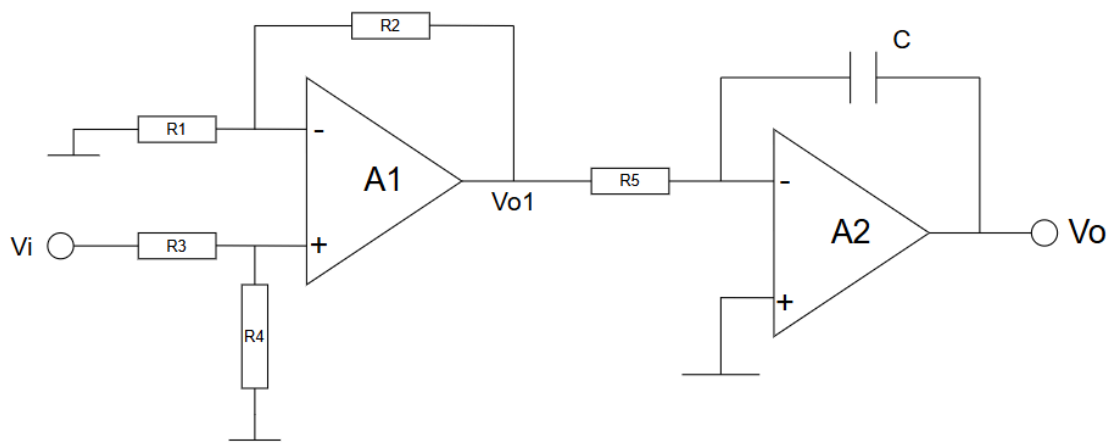 R2
C
R1
-
A1
Vo1
R5
-
Vi
R3
+
A2
Vo
R4
+